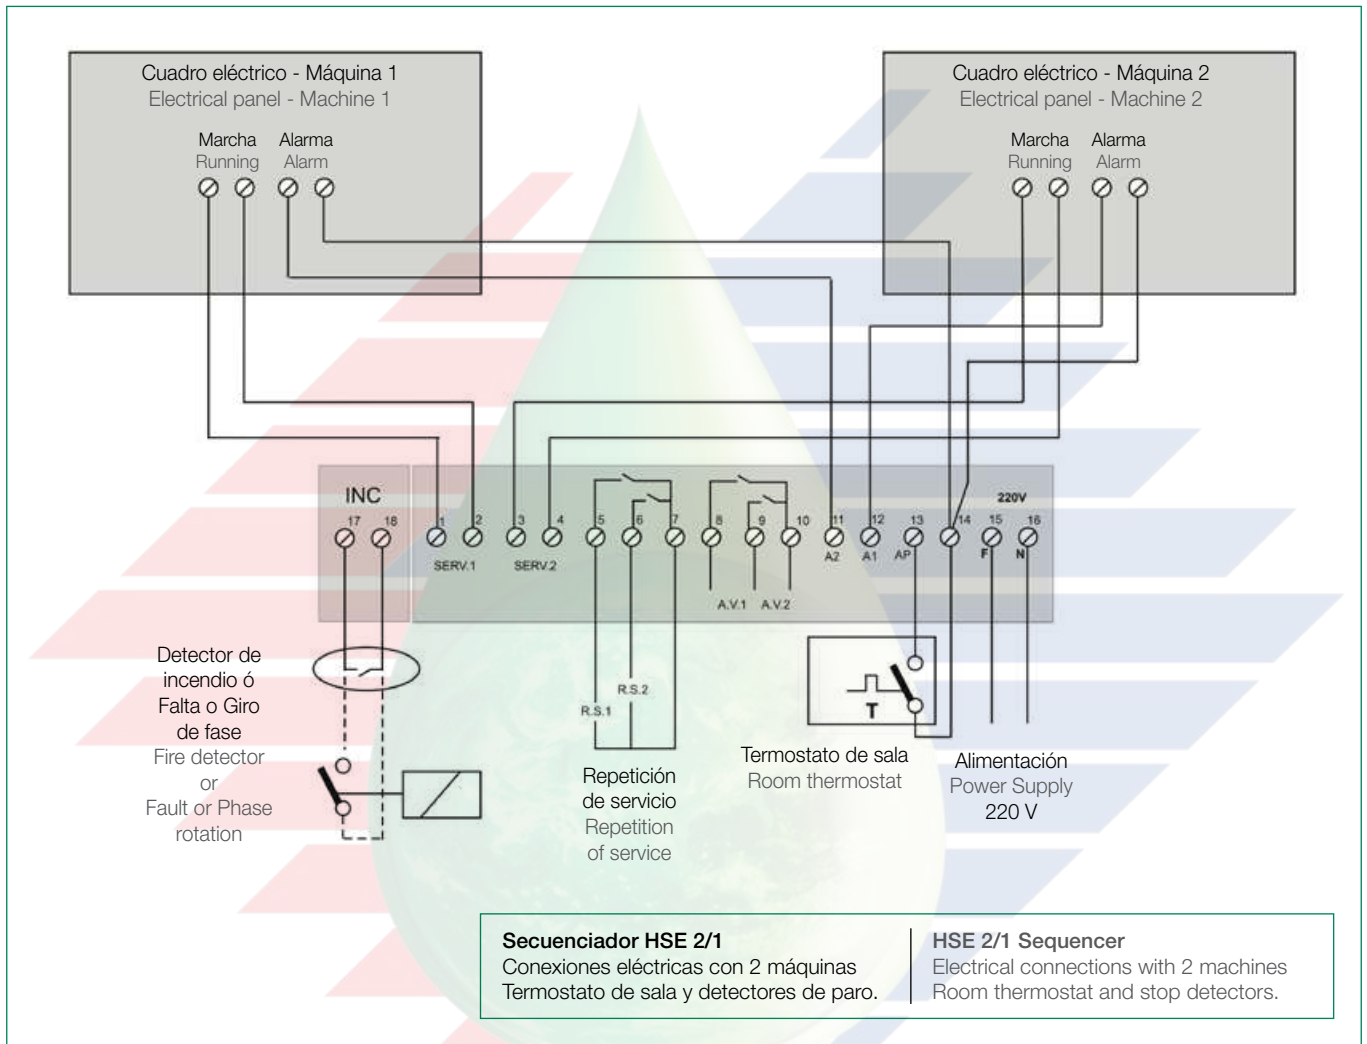 Cuadro eléctrico - Máquina 1
Electrical panel - Machine 1
Marcha Alarma
Running Alarm
Cuadro eléctrico - Máquina 2
Electrical panel - Machine 2
Marcha Alarma
Running Alarm
INC
220V
17 18 1 2 3 4 5 6 7 8 9 10 11 12 13 14 15 16
SERV.1 SERV.2 A2 A1 AP F N
A.V.1 A.V.2
R.S.2
R.S.1
T
Detector de
incendio ó
Falta o Giro
de fase
Fire detector
or
Fault or Phase
rotation
Repetición
de servicio
Repetition
of service
Termostato de sala
Room thermostat
Alimentación
Power Supply
220 V
Secuenciador HSE 2/1
Conexiones eléctricas con 2 máquinas
Termostato de sala y detectores de paro.
HSE 2/1 Sequencer
Electrical connections with 2 machines
Room thermostat and stop detectors.